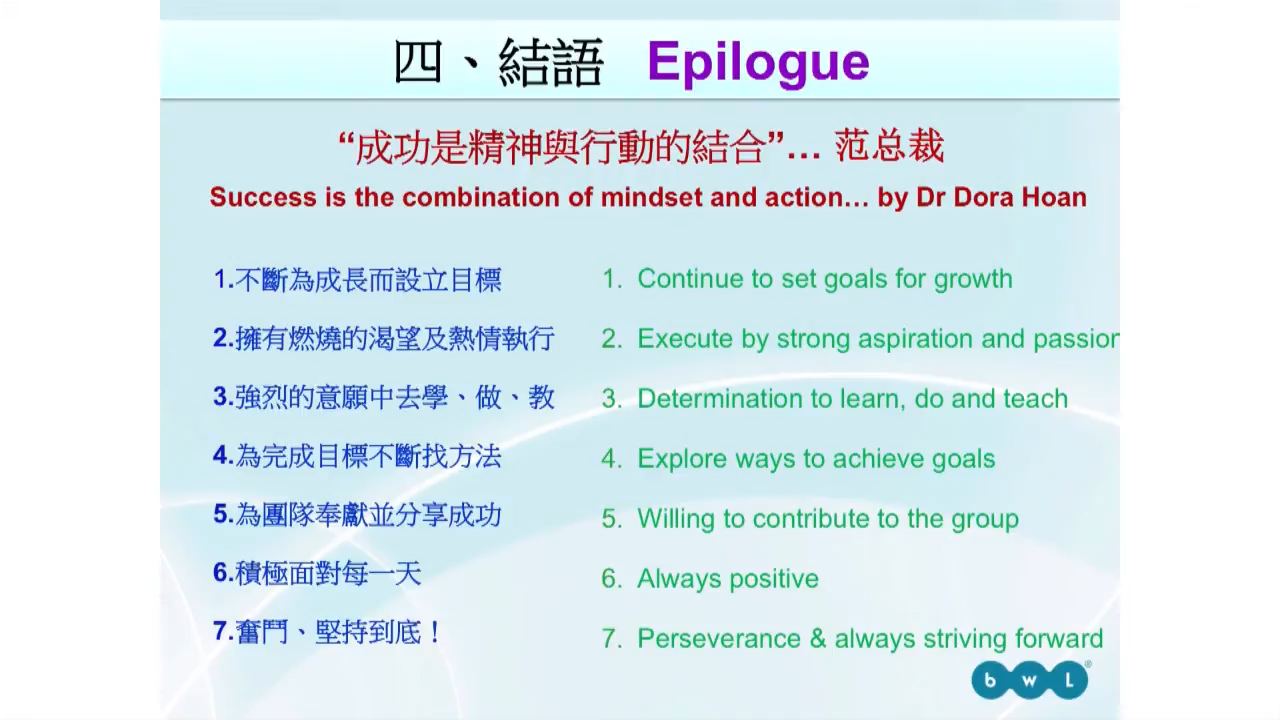 四、結語 Epilogue
“成功是精神與行動的結合”... 范总裁
Success is the combination of mindset and action... by Dr Dora Hoan
1.不斷為成長而設立目標
2.擁有燃燒的渴望及熱情執行
3.強烈的意願中去學、做、教
4.為完成目標不斷找方法
5.為團隊奉獻並分享成功
6.積極面對每一天
7.奮鬥、堅持到底！
1. Continue to set goals for growth
2. Execute by strong aspiration and passion
3. Determination to learn, do and teach
4. Explore ways to achieve goals
5. Willing to contribute to the group
6. Always positive
7. Perseverance & always striving forward
bwL®